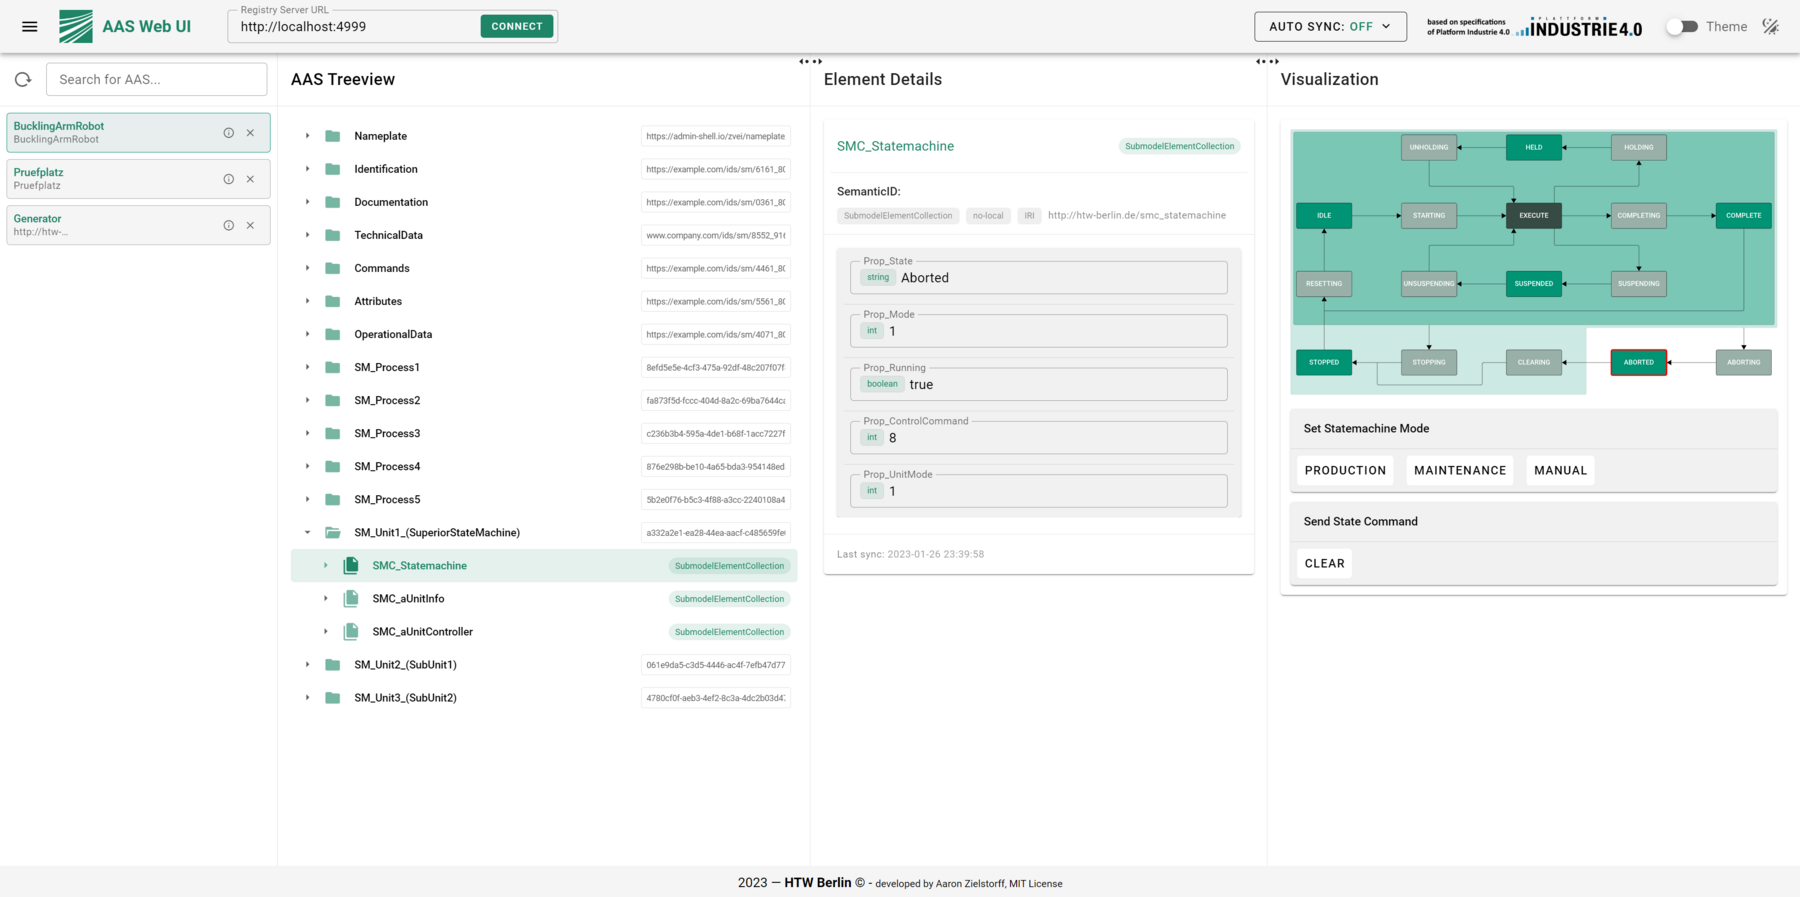 AAS Web UI
Registry Server URL
http://localhost:4999
CONNECT
AUTO SYNC: OFF
based on specifications
of Platform Industrie 4.0
PLATTFORM
INDUSTRIE4.0
Theme
Search for AAS...
BucklingArmRobot
BucklingArmRobot
Pruefplatz
Pruefplatz
Generator
http://htw-...
AAS Treeview
Nameplate
https://admin-shell.io/zvei/nameplate
Identification
https://example.com/ids/sm/6161_80
Documentation
https://example.com/ids/sm/0361_80
TechnicalData
www.company.com/ids/sm/8552_916
Commands
https://example.com/ids/sm/4461_80
Attributes
https://example.com/ids/sm/5561_80
OperationalData
https://example.com/ids/sm/4071_80
SM_Process1
8efd5e5e-4cf3-475a-92df-48c207f07f
SM_Process2
fa873f5d-fccc-404d-8a2c-69ba7644ca
SM_Process3
c236b3b4-595a-4de1-b68f-1acc7227f
SM_Process4
876e298b-be10-4a65-bda3-954148ed
SM_Process5
5b2e0f76-b5c3-4f88-a3cc-2240108a4
SM_Unit1_(SuperiorStateMachine)
a332a2e1-ea28-44ea-aacf-c485659fe
SMC_Statemachine
SubmodelElementCollection
SMC_aUnitInfo
SubmodelElementCollection
SMC_aUnitController
SubmodelElementCollection
SM_Unit2_(SubUnit1)
061e9da5-c3d5-4446-ac4f-7efb47d77
SM_Unit3_(SubUnit2)
4780cf0f-aeb3-4ef2-8c3a-4dc2b03d4
Element Details
SMC_Statemachine
SubmodelElementCollection
SemanticID:
SubmodelElementCollection no-local IRI http://htw-berlin.de/smc_statemachine
Prop_State
string Aborted
Prop_Mode
int 1
Prop_Running
boolean true
Prop_ControlCommand
int 8
Prop_UnitMode
int 1
Last sync: 2023-01-26 23:39:58
Visualization
UNHOLDING HELD HOLDING
IDLE STARTING EXECUTE COMPLETING COMPLETE
RESETTING UNSUSPENDING SUSPENDED SUSPENDING
STOPPED STOPPING CLEARING ABORTED ABORTING
Set Statemachine Mode
PRODUCTION MAINTENANCE MANUAL
Send State Command
CLEAR
2023 — HTW Berlin © - developed by Aaron Zielstorff, MIT License